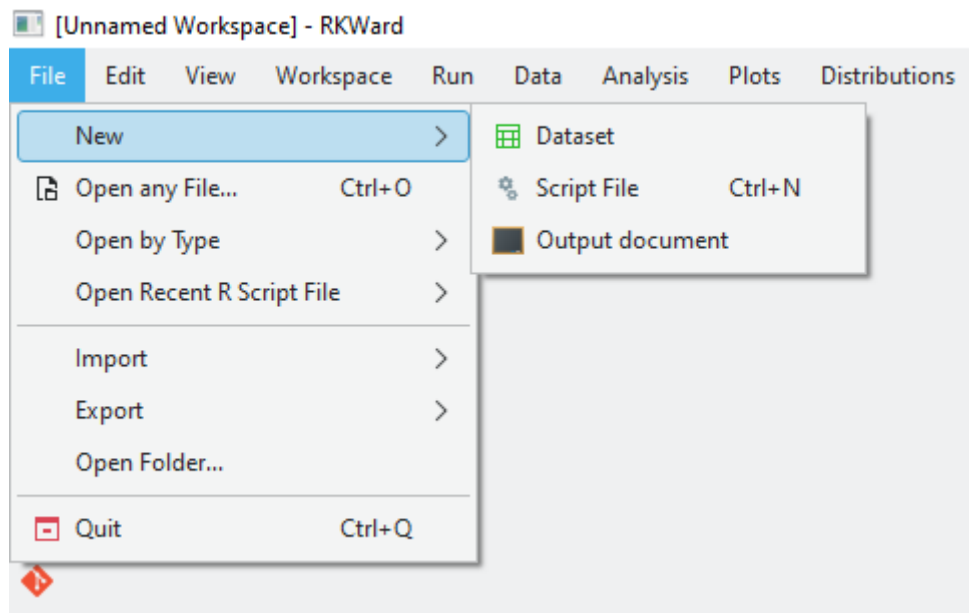 [Unnamed Workspace] - RKWard
File Edit View Workspace Run Data Analysis Plots Distributions
New
Dataset
Open any File... Ctrl+O
Script File Ctrl+N
Open by Type
Output document
Open Recent R Script File
Import
Export
Open Folder...
Quit Ctrl+Q